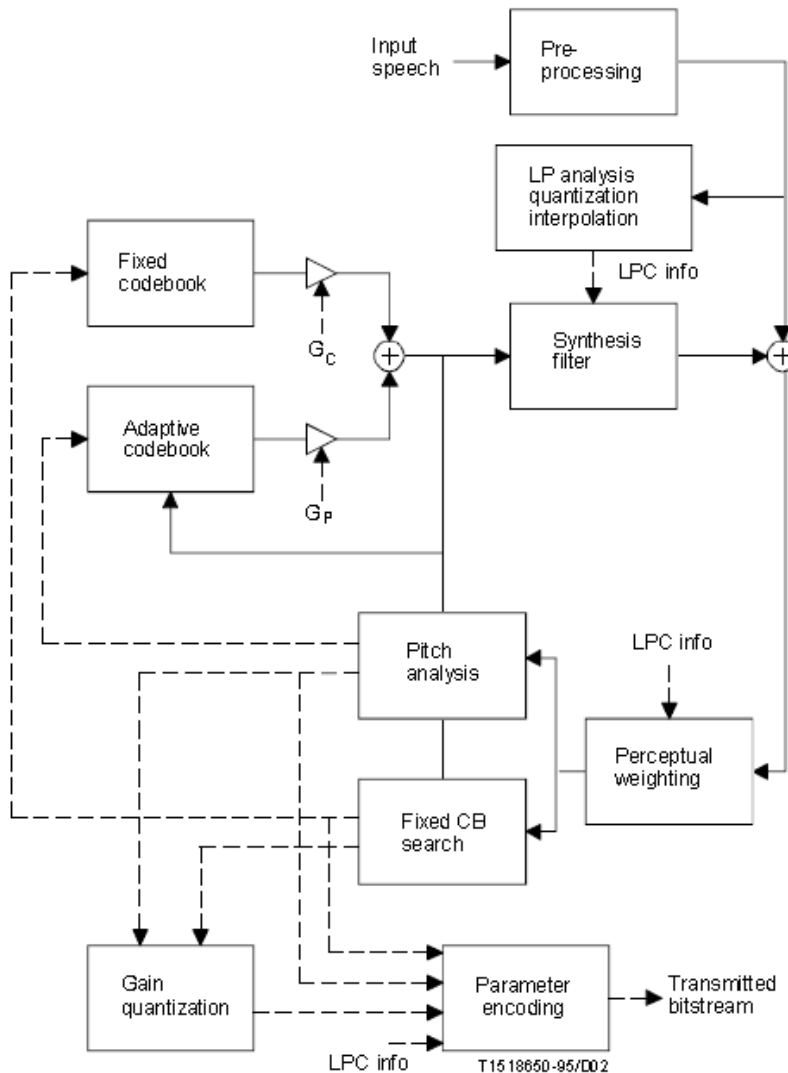 Input
speech
Pre-
processing
LP analysis
quantization
interpolation
LPC info
Fixed
codebook
G_C
Synthesis
filter
Adaptive
codebook
G_P
Pitch
analysis
LPC info
Perceptual
weighting
Fixed CB
search
Gain
quantization
Parameter
encoding
Transmitted
bitstream
LPC info
T1518650-95/D02